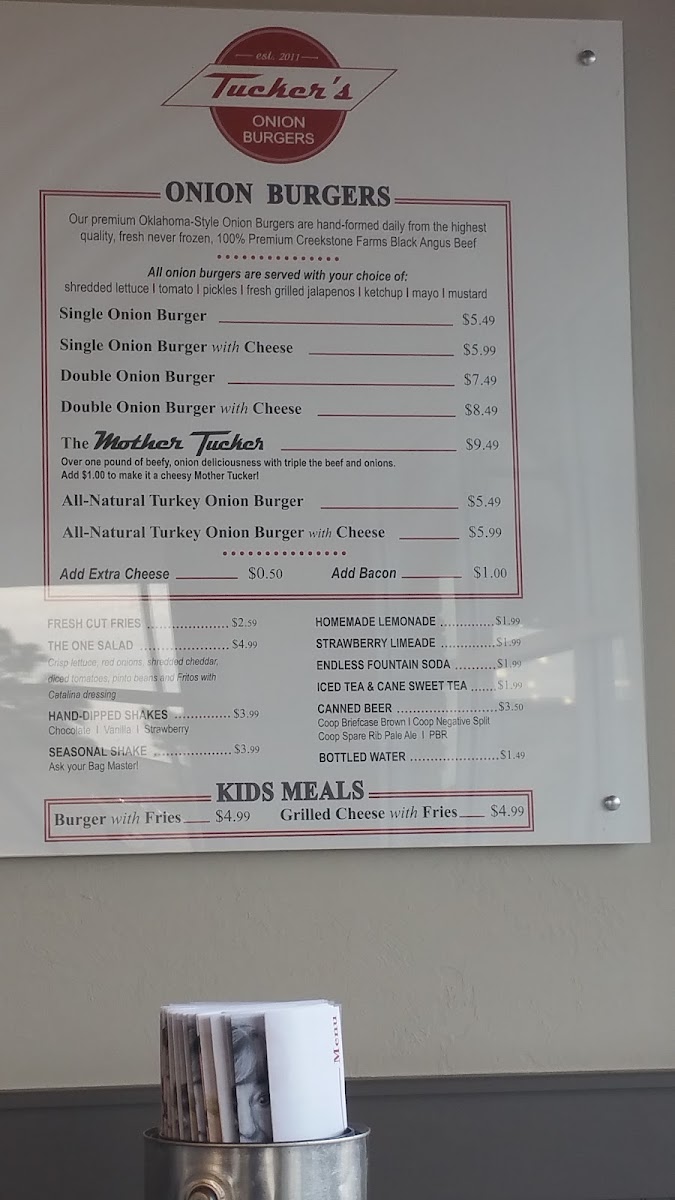 est. 2011
Tucker's
ONION
BURGERS
ONION BURGERS
Our premium Oklahoma-Style Onion Burgers are hand-formed daily from the highest
quality, fresh never frozen, 100% Premium Creekstone Farms Black Angus Beef
All onion burgers are served with your choice of:
shredded lettuce I tomato I pickles I fresh grilled jalapenos I ketchup I mayo I mustard
Single Onion Burger $5.49
Single Onion Burger with Cheese $5.99
Double Onion Burger $7.49
Double Onion Burger with Cheese $8.49
The Mother Tucker $9.49
Over one pound of beefy, onion deliciousness with triple the beef and onions.
Add $1.00 to make it a cheesy Mother Tucker!
All-Natural Turkey Onion Burger $5.49
All-Natural Turkey Onion Burger with Cheese $5.99
Add Extra Cheese $0.50 Add Bacon $1.00
FRESH CUT FRIES $2.59
THE ONE SALAD $4.99
Crisp lettuce, red onions, shredded cheddar,
diced tomatoes, pinto beans and Fritos with
Catalina dressing
HAND-DIPPED SHAKES $3.99
Chocolate I Vanilla I Strawberry
SEASONAL SHAKE $3.99
Ask your Bag Master!
HOMEMADE LEMONADE $1.99
STRAWBERRY LIMEADE $1.99
ENDLESS FOUNTAIN SODA $1.99
ICED TEA & CANE SWEET TEA $1.99
CANNED BEER $3.50
Coop Briefcase Brown I Coop Negative Split
Coop Spare Rib Pale Ale I PBR
BOTTLED WATER $1.49
KIDS MEALS
Burger with Fries $4.99 Grilled Cheese with Fries $4.99
Menu